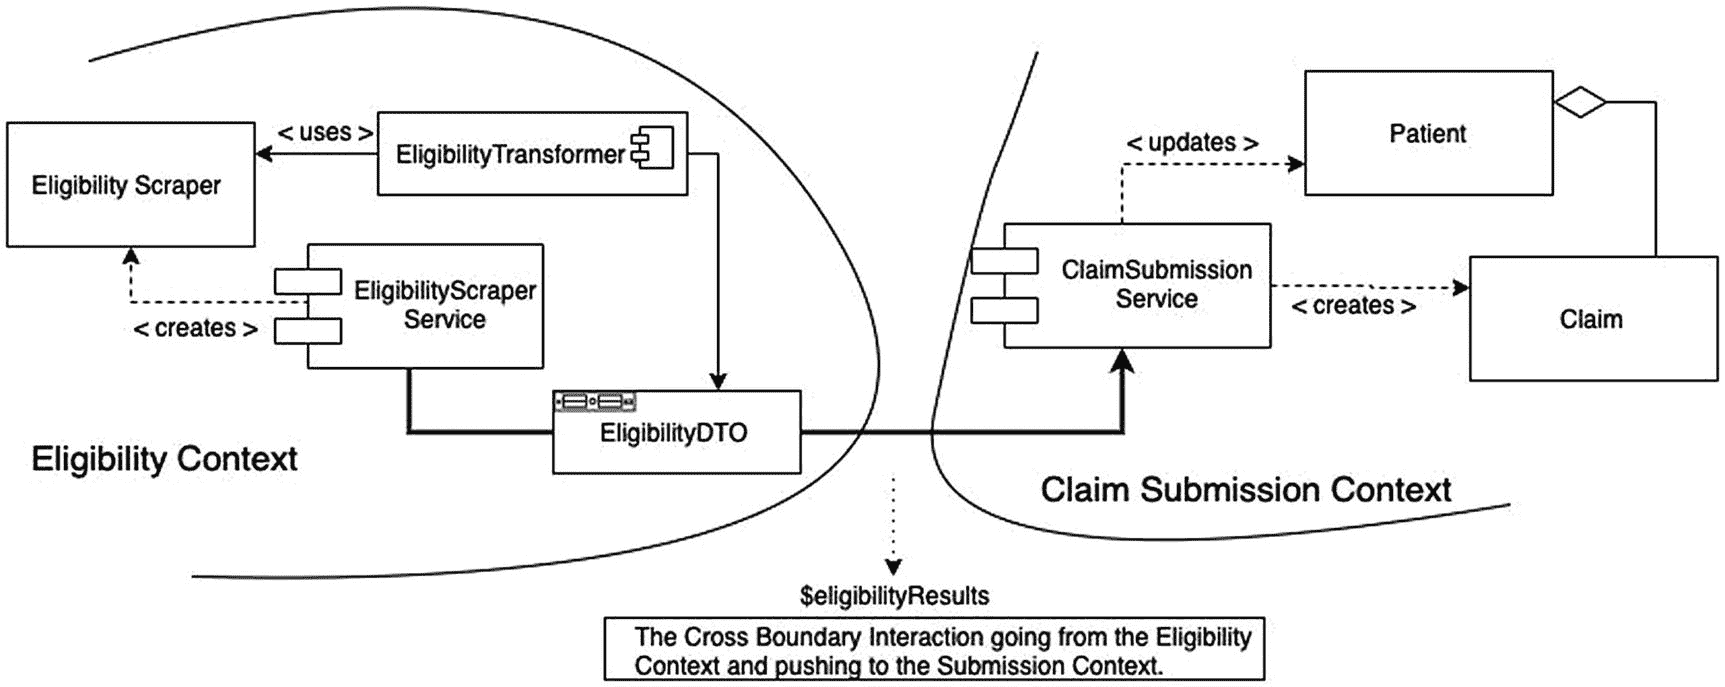 < uses >
EligibilityTransformer
Eligibility Scraper
< creates >
EligibilityScraper
Service
EligibilityDTO
Eligibility Context
< updates >
Patient
ClaimSubmission
Service
< creates >
Claim
Claim Submission Context
$eligibilityResults
The Cross Boundary Interaction going from the Eligibility
Context and pushing to the Submission Context.